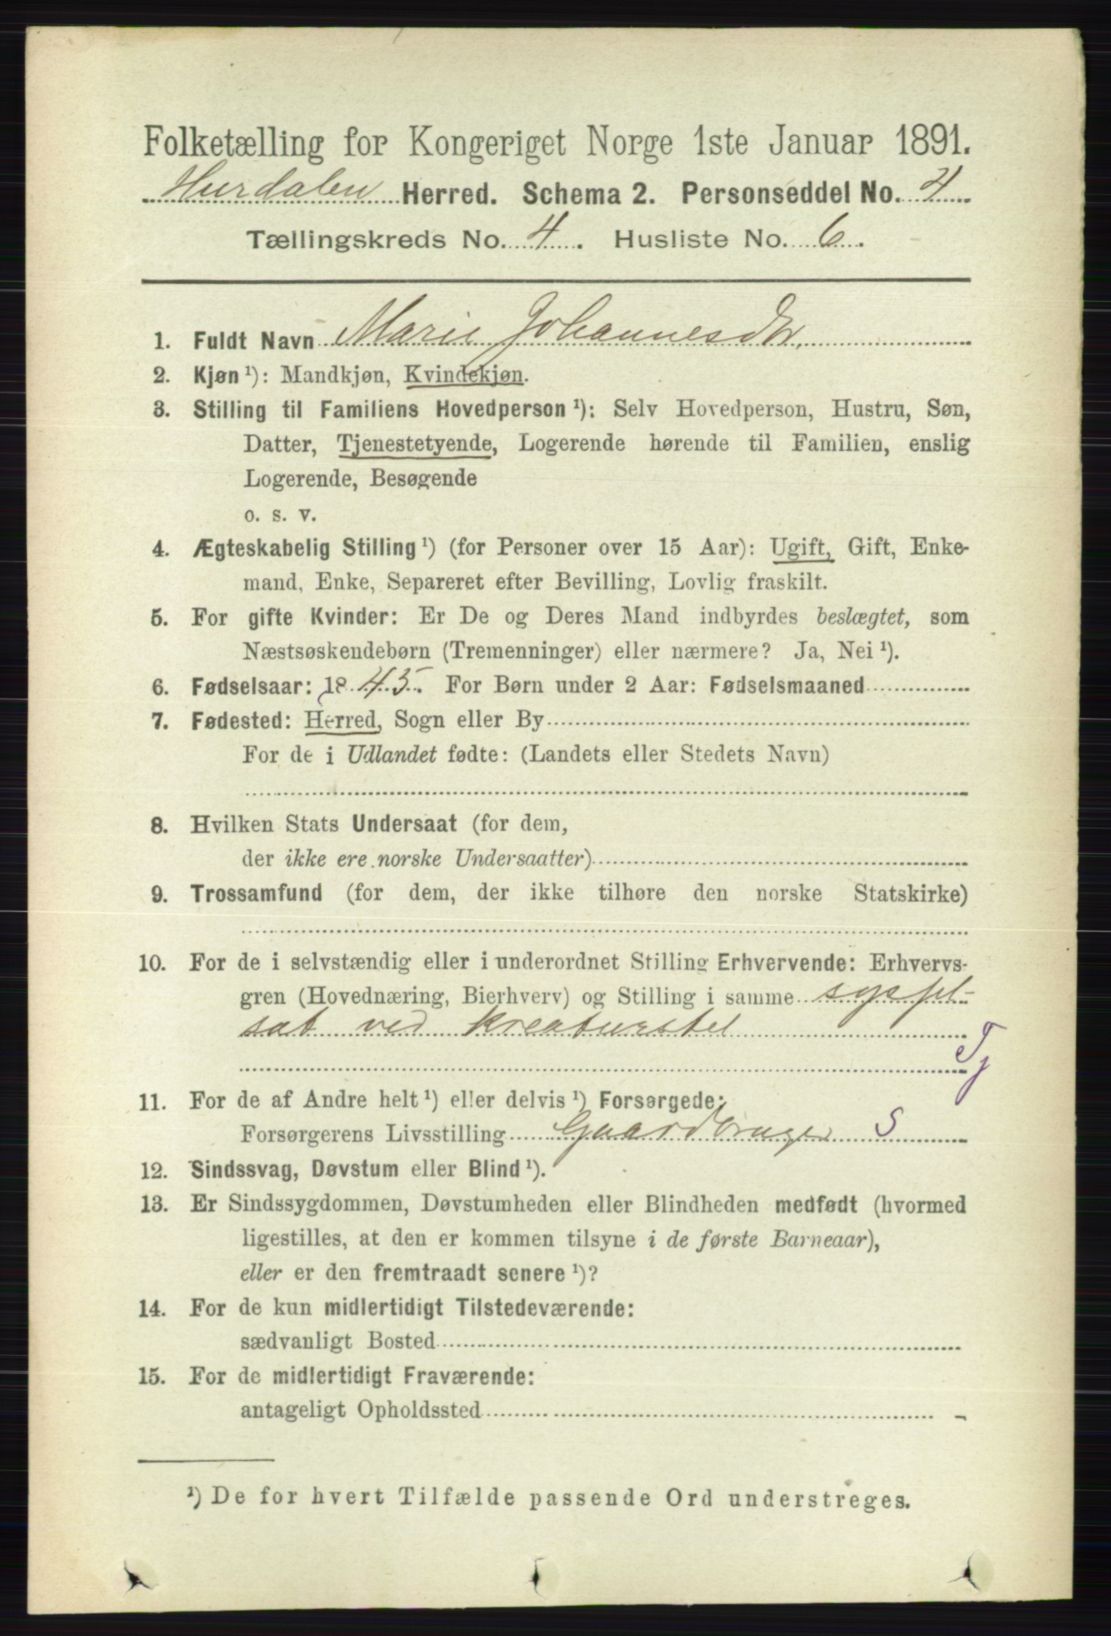 Folketælling for Kongeriget Norge 1ste Januar 1891.
Hurdalen Herred. Schema 2. Personseddel No. 4
Tællingskreds No. 4. Husliste No. 6.
1. Fuldt Navn Marie Johannesdtr.
2. Kjøn ¹): Mandkjøn, Kvindekjøn.
3. Stilling til Familiens Hovedperson ¹): Selv Hovedperson, Hustru, Søn,
Datter, Tjenestetyende, Logerende hørende til Familien, enslig
Logerende, Besøgende
o. s. v.
4. Ægteskabelig Stilling ¹) (for Personer over 15 Aar): Ugift, Gift, Enke-
mand, Enke, Separeret efter Bevilling, Lovlig fraskilt.
5. For gifte Kvinder: Er De og Deres Mand indbyrdes beslægtet, som
Næstsøskendebørn (Tremenninger) eller nærmere? Ja, Nei ¹).
6. Fødselsaar: 1845. For Børn under 2 Aar: Fødselsmaaned
7. Fødested: Herred, Sogn eller By
For de i Udlandet fødte: (Landets eller Stedets Navn)
8. Hvilken Stats Undersaat (for dem,
der ikke ere norske Undersaatter)
9. Trossamfund (for dem, der ikke tilhøre den norske Statskirke)
10. For de i selvstændig eller i underordnet Stilling Erhvervende: Erhvervs-
gren (Hovednæring, Bierhverv) og Stilling i samme syssel-
sat ved kreaturstel
Tj
11. For de af Andre helt ¹) eller delvis ¹) Forsørgede:
Forsørgerens Livsstilling Gaardbruger S
12. Sindssvag, Døvstum eller Blind ¹).
13. Er Sindssygdommen, Døvstumheden eller Blindheden medfødt (hvormed
ligestilles, at den er kommen tilsyne i de første Barneaar),
eller er den fremtraadt senere ¹)?
14. For de kun midlertidigt Tilstedeværende:
sædvanligt Bosted
15. For de midlertidigt Fraværende:
antageligt Opholdssted
¹) De for hvert Tilfælde passende Ord understreges.